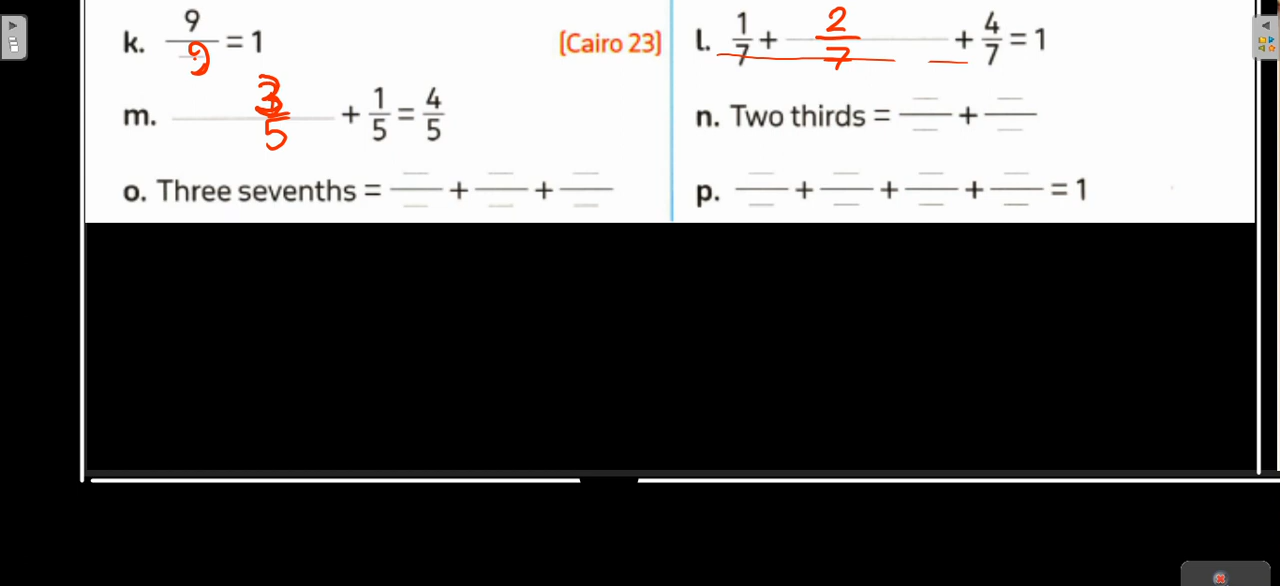 k. 9/9 = 1 [Cairo 23]
l. 1/7 + 2/7 + 4/7 = 1
m. 3/5 + 1/5 = 4/5
n. Two thirds = — + —
o. Three sevenths = — + — + —
p. — + — + — + — = 1